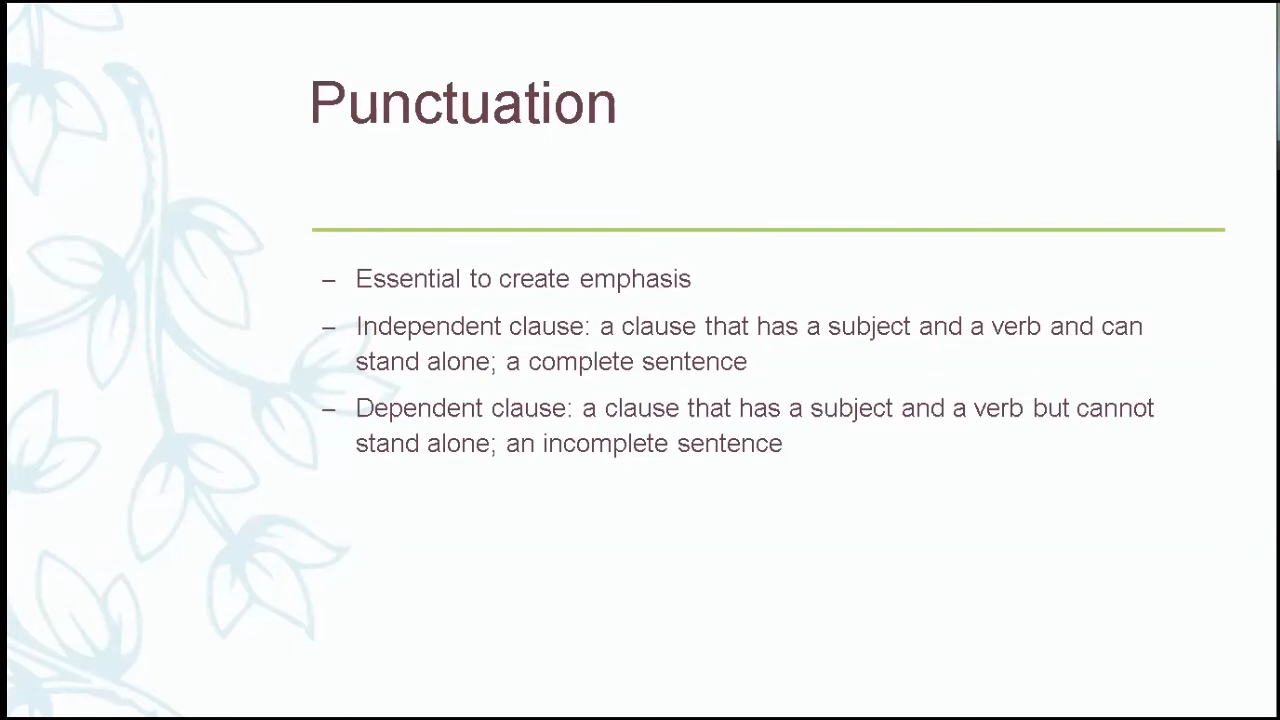 Punctuation
– Essential to create emphasis
– Independent clause: a clause that has a subject and a verb and can
stand alone; a complete sentence
– Dependent clause: a clause that has a subject and a verb but cannot
stand alone; an incomplete sentence